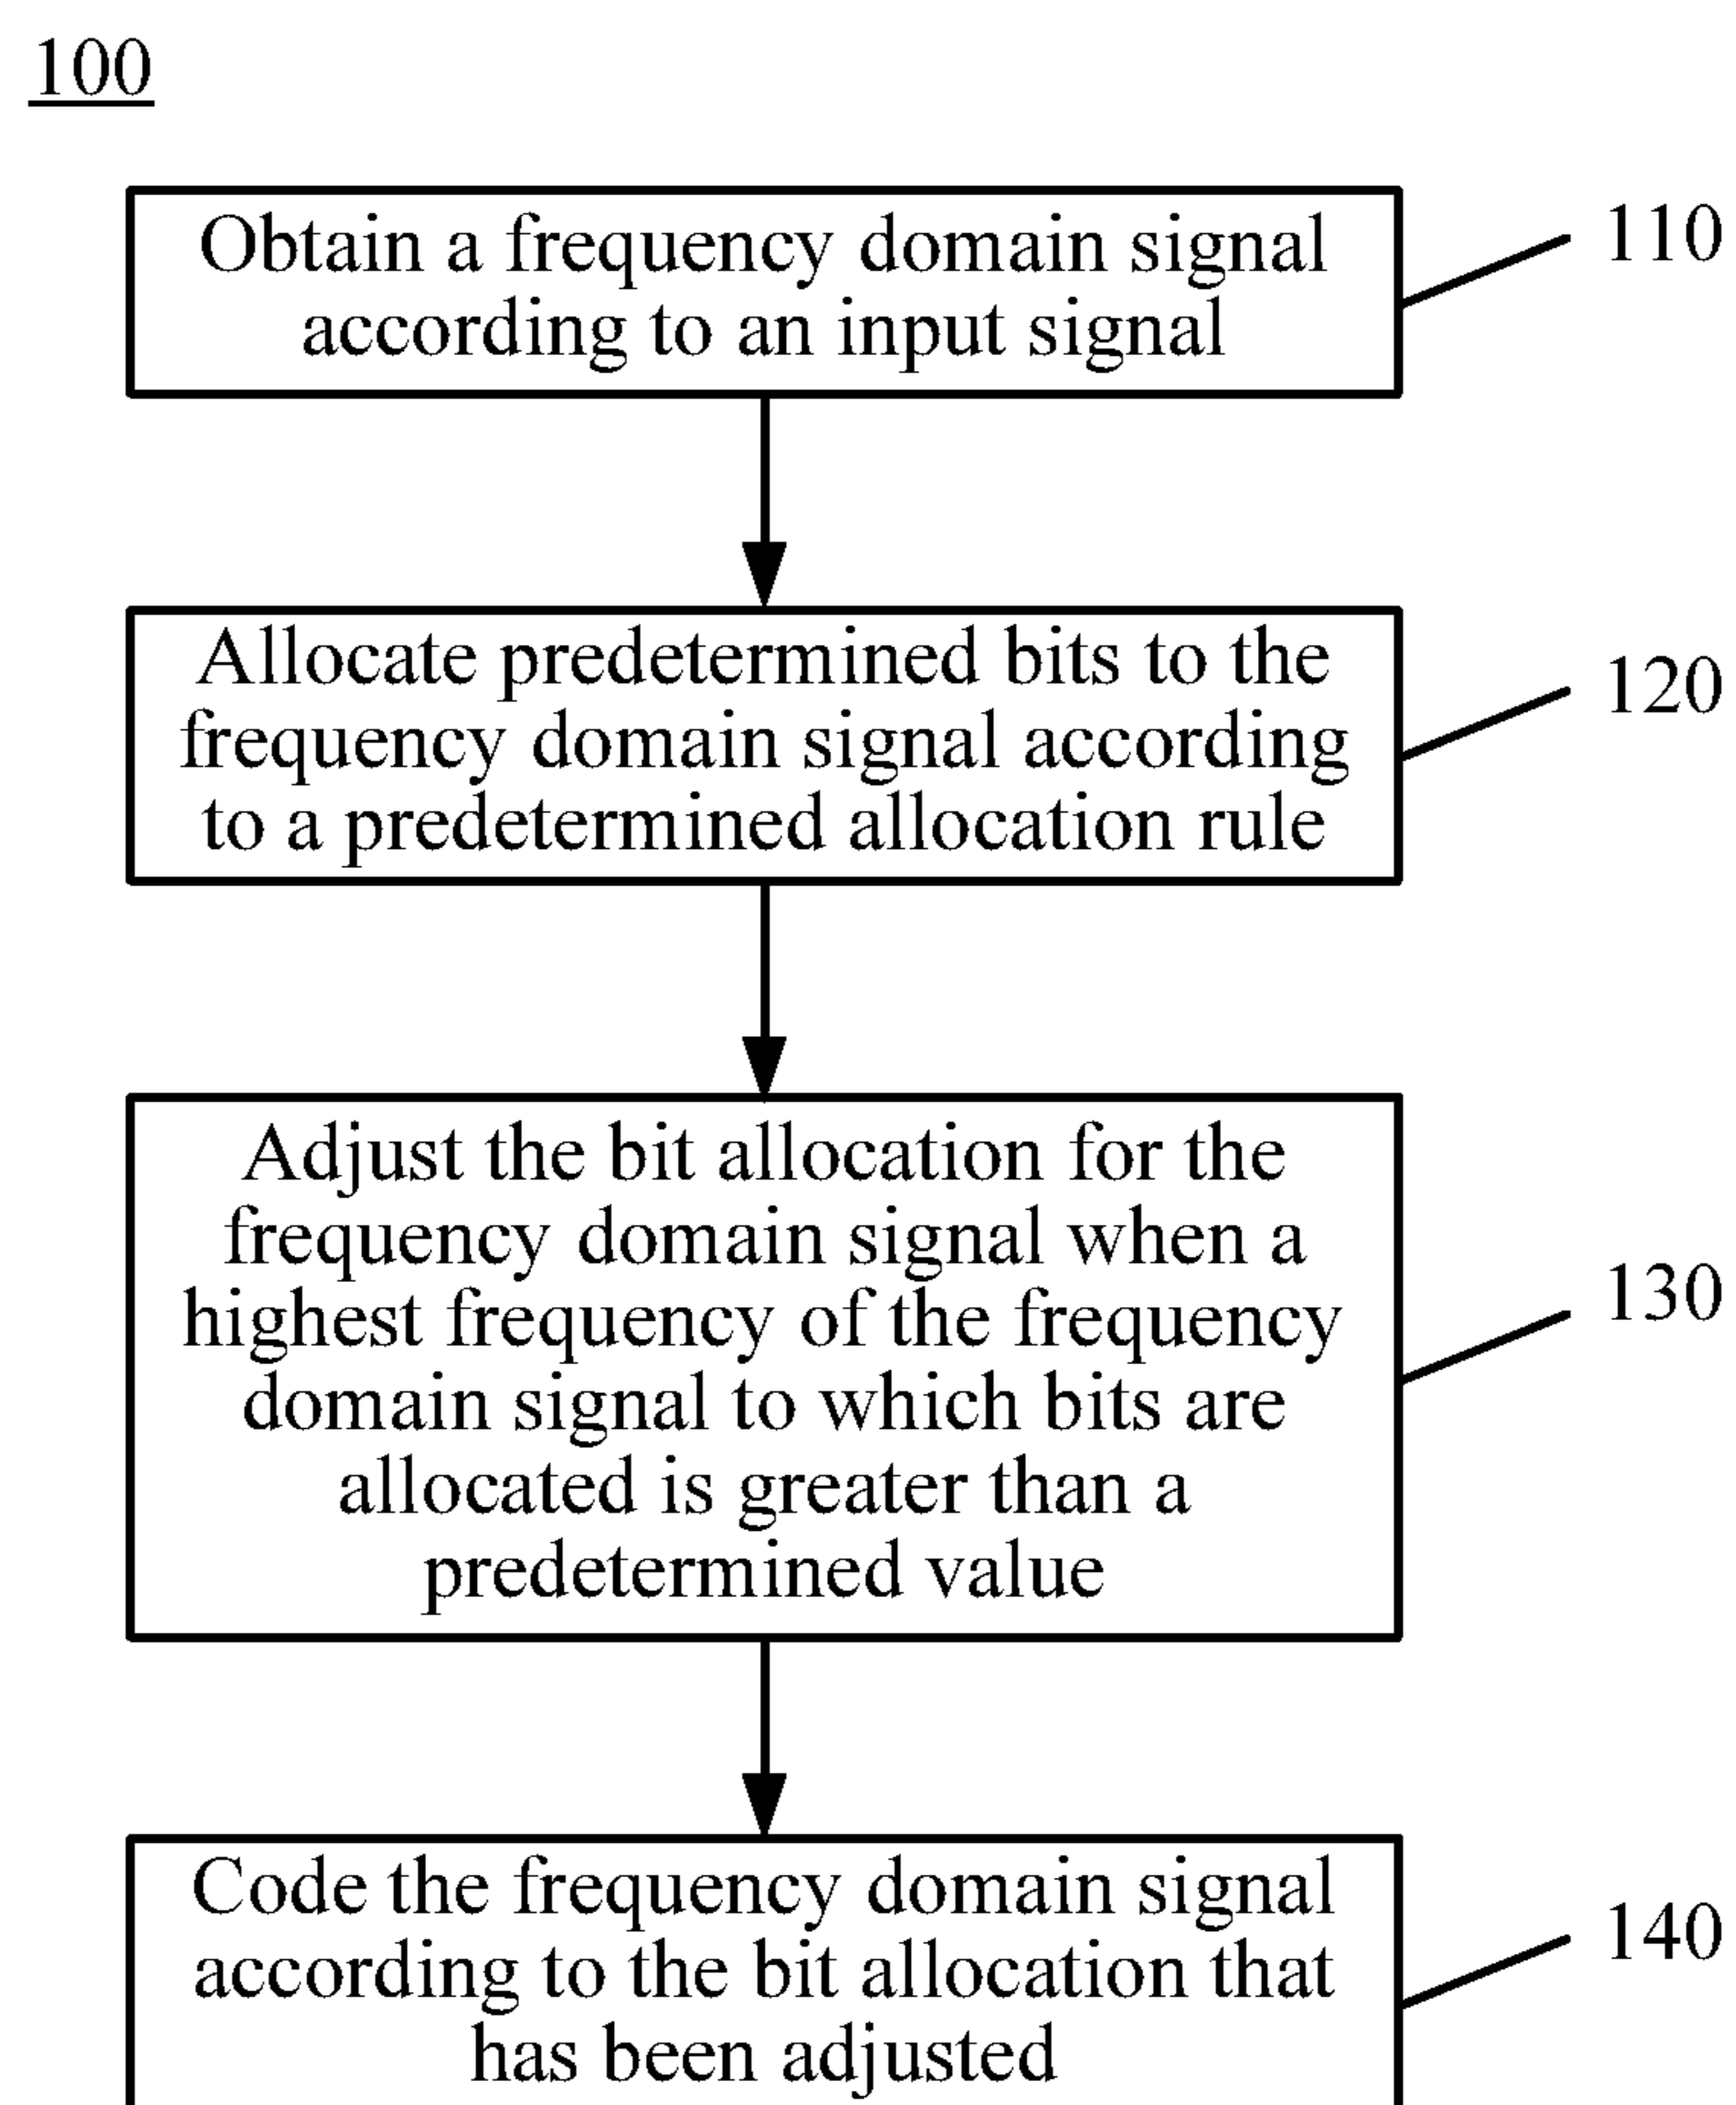 100
Obtain a frequency domain signal
according to an input signal
110
Allocate predetermined bits to the
frequency domain signal according
to a predetermined allocation rule
120
Adjust the bit allocation for the
frequency domain signal when a
highest frequency of the frequency
domain signal to which bits are
allocated is greater than a
predetermined value
130
Code the frequency domain signal
according to the bit allocation that
has been adjusted
140